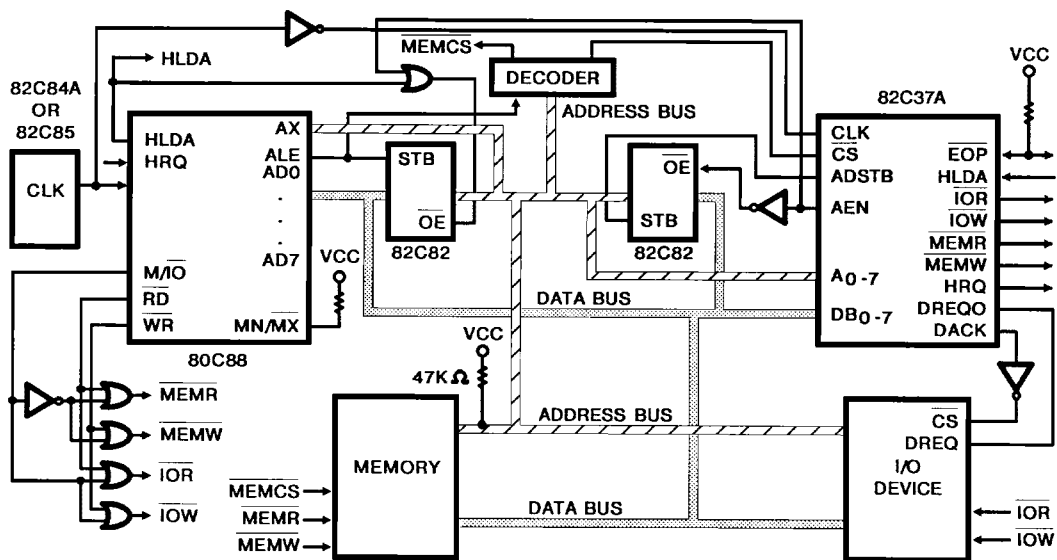 HLDA
82C84A
OR
82C85
CLK
HLDA
HRQ
M/IO
RD
WR
AX
ALE
AD0
.
.
.
AD7
MN/MX
80C88
VCC
MEMCS
DECODER
ADDRESS BUS
STB
OE
82C82
OE
STB
82C82
DATA BUS
VCC
82C37A
CLK
CS
ADSTB
AEN
A0-7
DB0-7
EOP
HLDA
IOR
IOW
MEMR
MEMW
HRQ
DREQO
DACK
MEMR
MEMW
IOR
IOW
VCC
47KΩ
ADDRESS BUS
MEMORY
MEMCS
MEMR
MEMW
DATA BUS
CS
DREQ
I/O
DEVICE
IOR
IOW